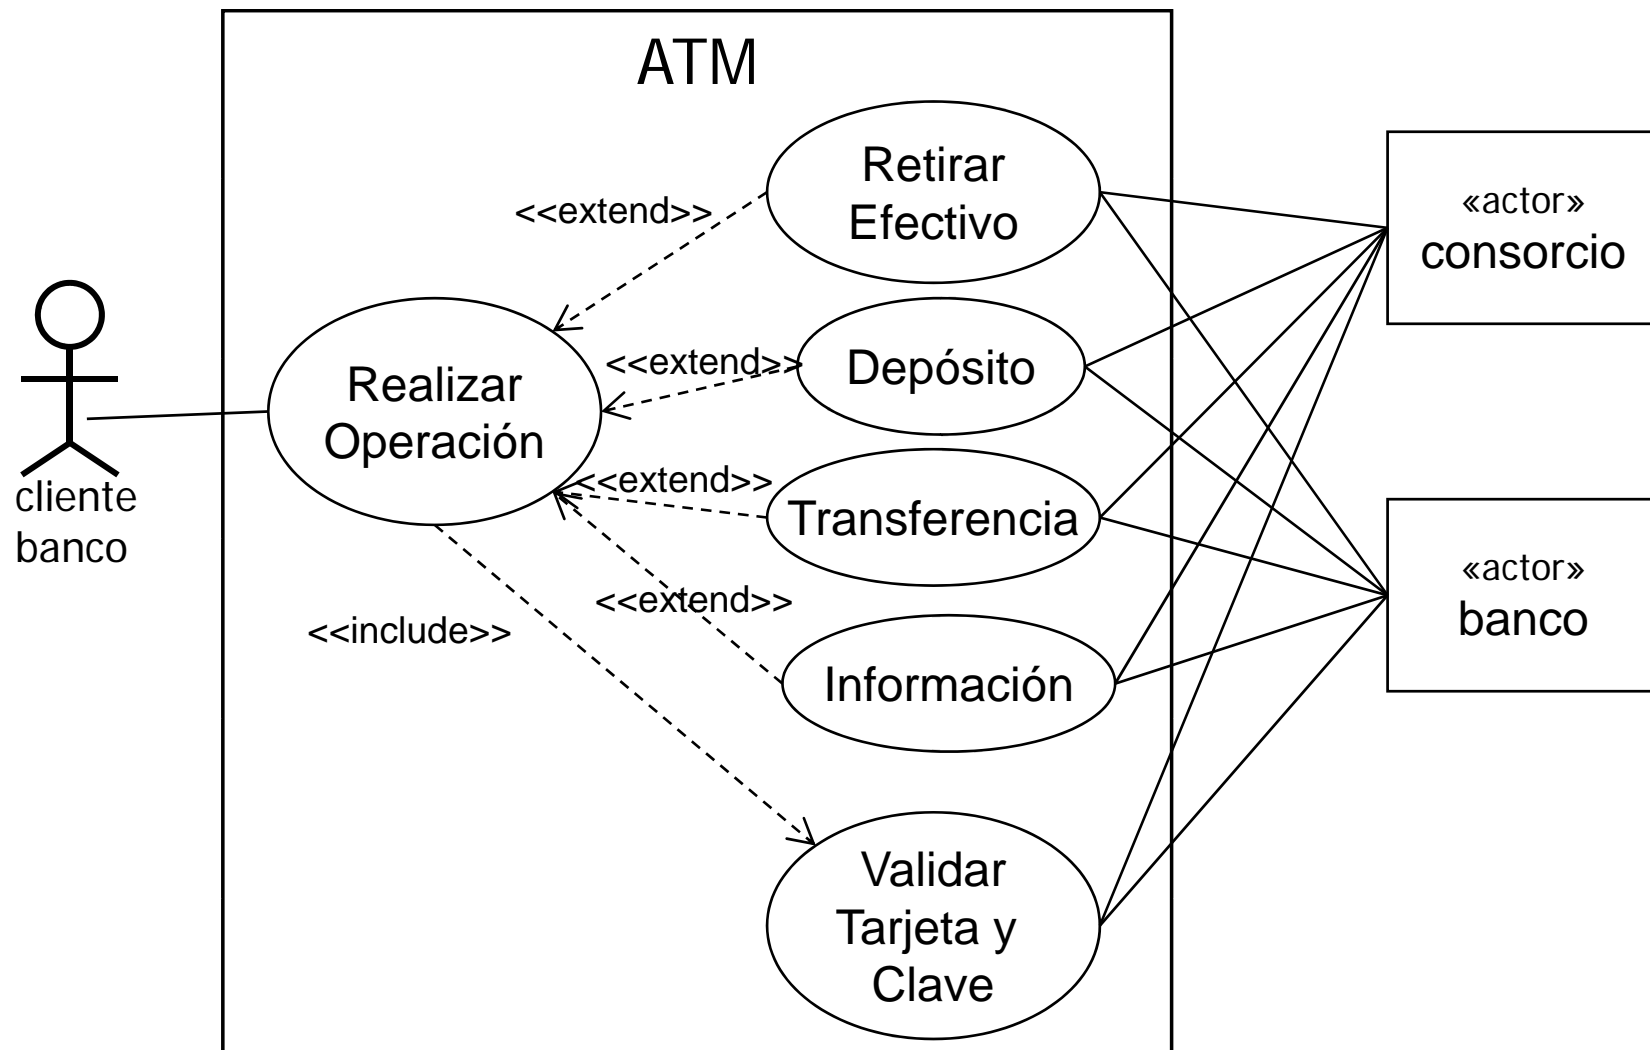 ATM
Retirar
Efectivo
<<extend>>
«actor»
consorcio
Realizar
Operación
<<extend>>
Depósito
cliente
banco
<<extend>>
Transferencia
<<extend>>
<<include>>
Información
«actor»
banco
Validar
Tarjeta y
Clave